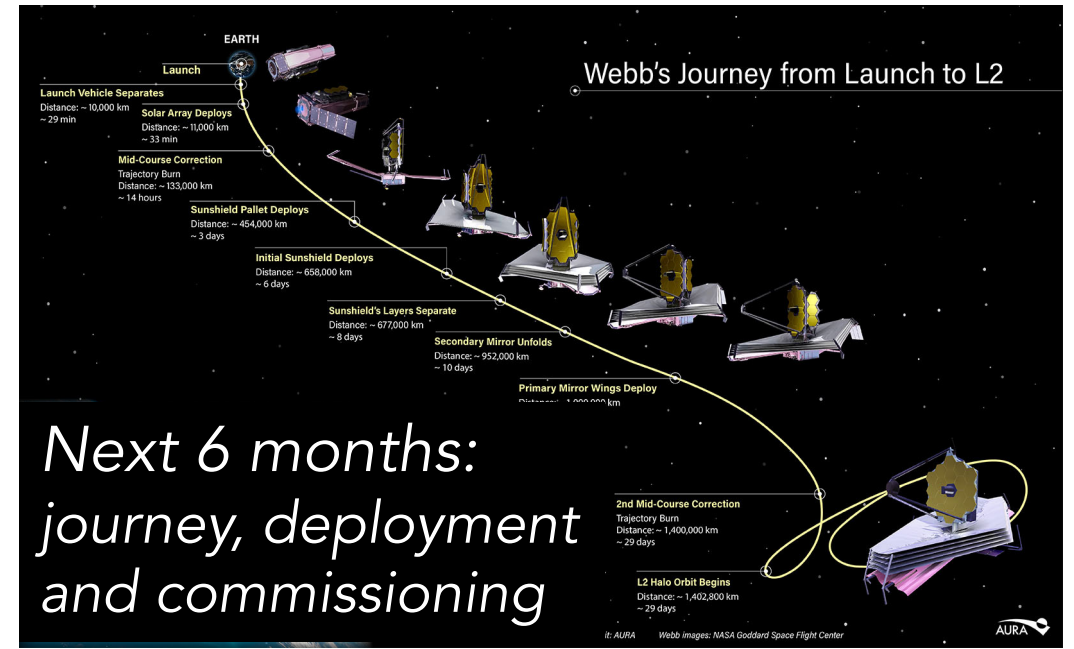 EARTH
Webb's Journey from Launch to L2
Launch
Launch Vehicle Separates
Distance: ~ 10,000 km
~ 29 min
Solar Array Deploys
Distance: ~ 11,000 km
~ 33 min
Mid-Course Correction
Trajectory Burn
Distance: ~ 133,000 km
~ 14 hours
Sunshield Pallet Deploys
Distance: ~ 454,000 km
~ 3 days
Initial Sunshield Deploys
Distance: ~ 658,000 km
~ 6 days
Sunshield's Layers Separate
Distance: ~ 677,000 km
~ 8 days
Secondary Mirror Unfolds
Distance: ~ 952,000 km
~ 10 days
Primary Mirror Wings Deploy
km
Next 6 months:
journey, deployment
and commissioning
2nd Mid-Course Correction
Trajectory Burn
Distance: ~ 1,400,000 km
~ 29 days
L2 Halo Orbit Begins
Distance: ~ 1,402,800 km
~ 29 days
it: AURA Webb images: NASA Goddard Space Flight Center
AURA